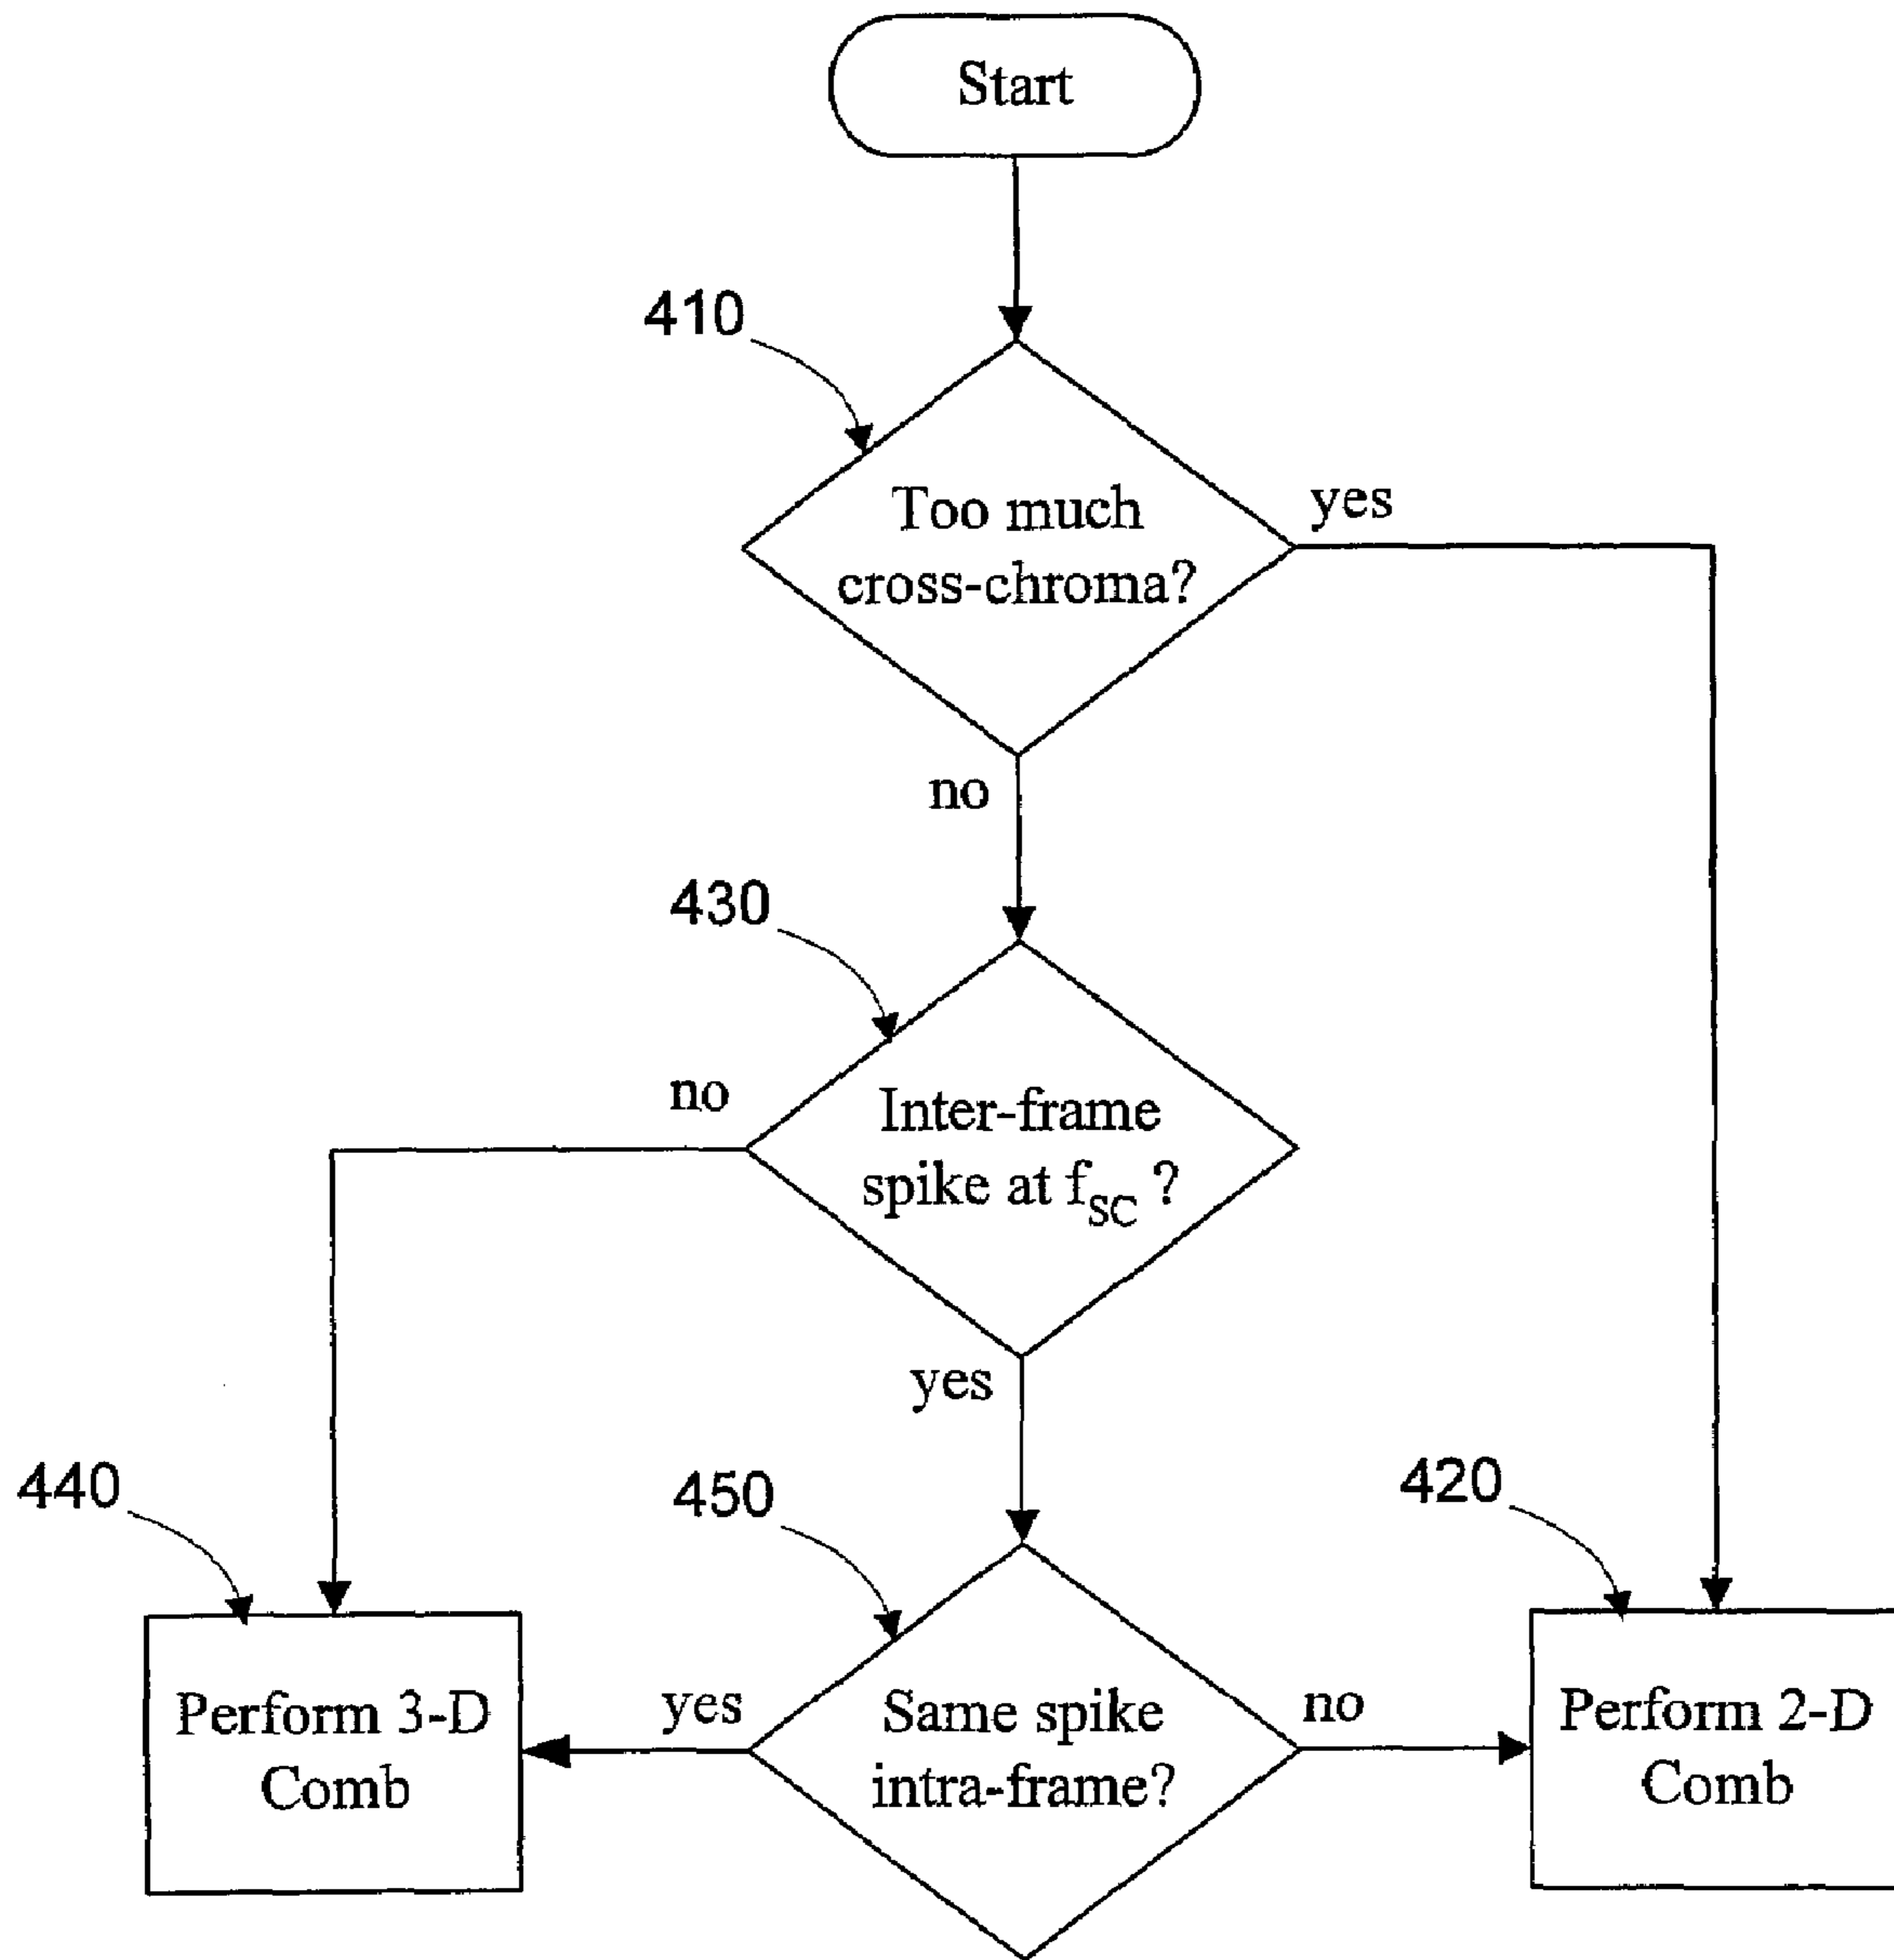 Start
410
Too much
cross-chroma?
yes
no
430
no
Inter-frame
spike at fSC ?
yes
440
450
420
Perform 3-D
Comb
yes
Same spike
intra-frame?
no
Perform 2-D
Comb